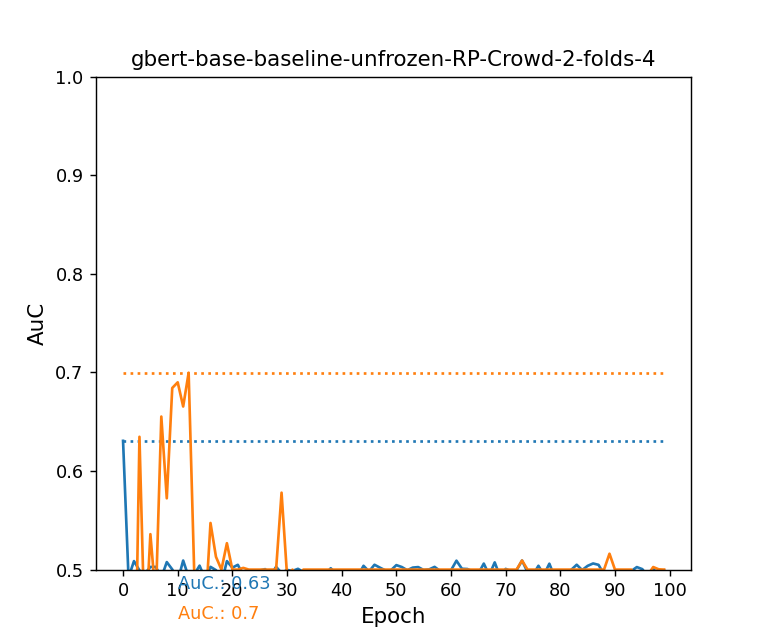 gbert-base-baseline-unfrozen-RP-Crowd-2-folds-4
1.0
0.9
0.8
0.7
0.6
0.5
AuC
0 10 20 30 40 50 60 70 80 90 100
AuC.: 0.63
AuC.: 0.7
Epoch